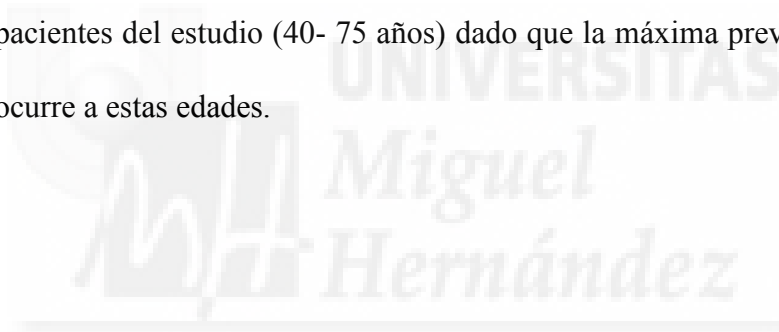 pacientes del estudio (40- 75 años) dado que la máxima prev
ocurre a estas edades.
UNIVERSITAS
Miguel
Hernández